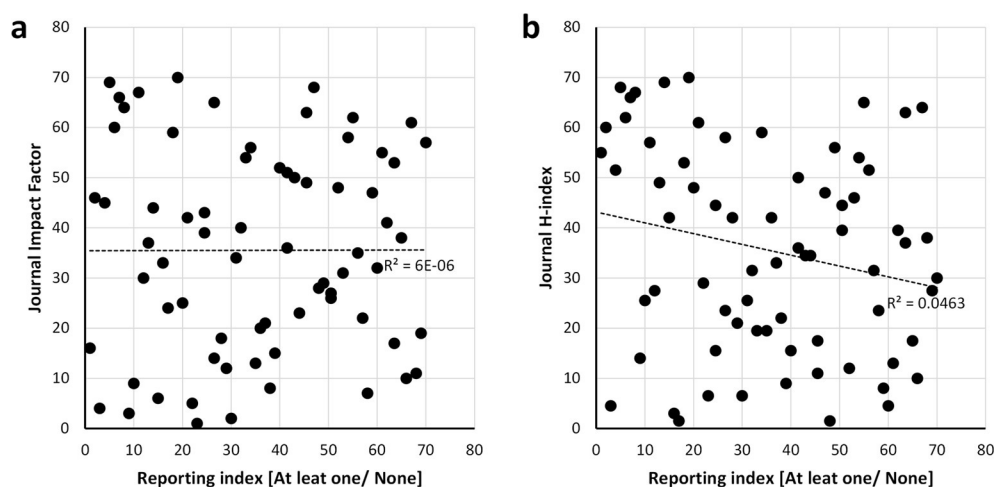 a
80
70
60
50
40
30
20
10
0
Journal Impact Factor
R² = 6E-06
0 10 20 30 40 50 60 70 80
Reporting index [At leat one/ None]
b
80
70
60
50
40
30
20
10
0
Journal H-index
R² = 0.0463
0 10 20 30 40 50 60 70 80
Reporting index [At leat one/ None]